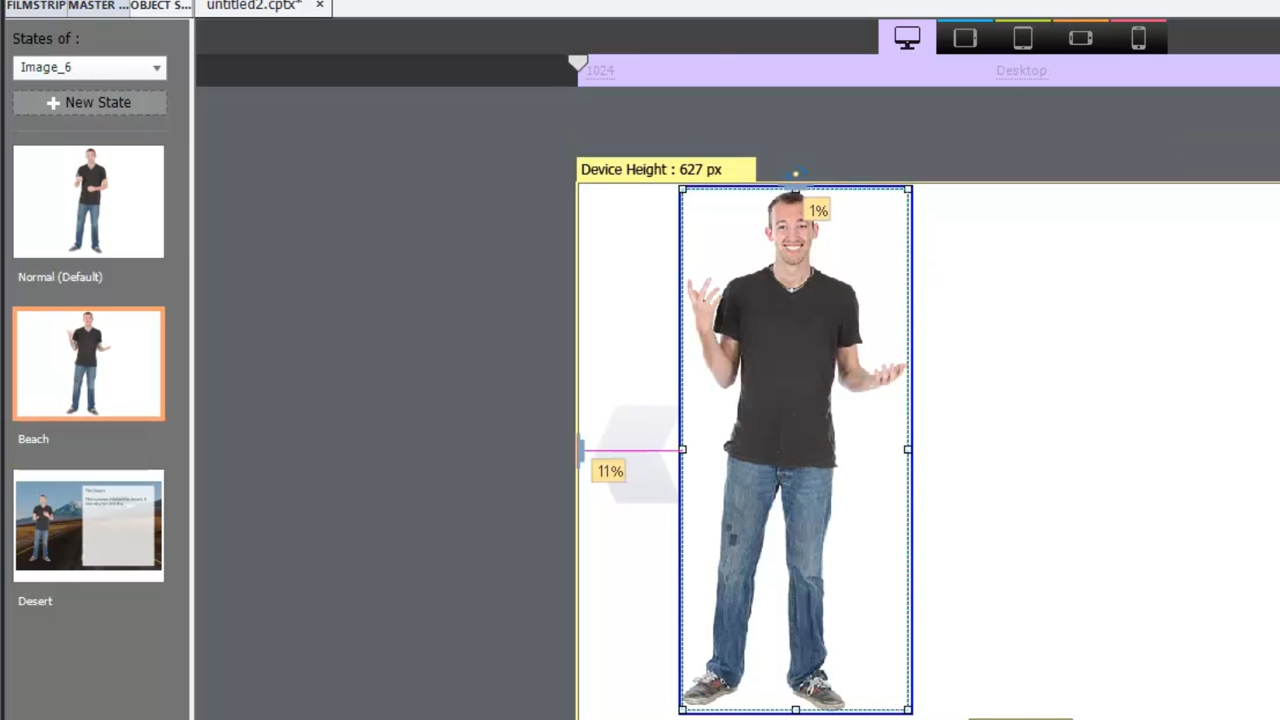 FILMSTRIP MASTER ... OBJECT S... untitled2.cptx* ×
States of :
Image_6
New State
1024 Desktop
Device Height : 627 px
1%
Normal (Default)
Beach
11%
Desert